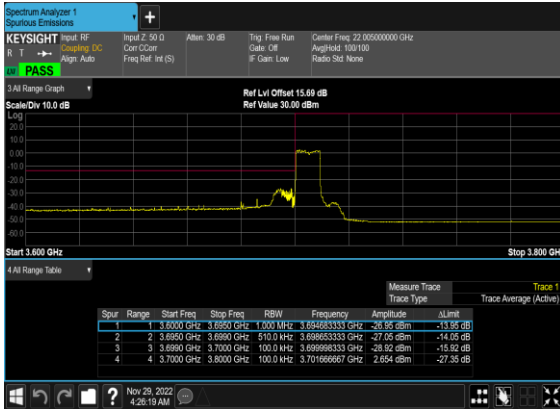 Spectrum Analyzer 1
Spurious Emissions
+
KEYSIGHT Input: RF Input Z: 50 Ω Atten: 30 dB Trig: Free Run Center Freq: 22.005000000 GHz
R T Coupling: DC Corr CCorr Gate: Off Avg|Hold: 100/100
Align: Auto Freq Ref: Int (S) IF Gain: Low Radio Std: None
PASS
3 All Range Graph
Ref Lvl Offset 15.69 dB
Scale/Div 10.0 dB Ref Value 30.00 dBm
Log
20.0
10.0
0.00
-10.0
-20.0
-30.0
-40.0
-50.0
-60.0
Start 3.600 GHz Stop 3.800 GH
4 All Range Table
Measure Trace Trace 1
Trace Type Trace Average (Active)
Spur Range Start Freq Stop Freq RBW Frequency Amplitude ΔLimit
1 1 3.6000 GHz 3.6950 GHz 1.000 MHz 3.694683333 GHz -26.95 dBm -13.95 dB
2 2 3.6950 GHz 3.6990 GHz 510.0 kHz 3.698653333 GHz -27.05 dBm -14.05 dB
3 3 3.6990 GHz 3.7000 GHz 100.0 kHz 3.699998333 GHz -28.92 dBm -15.92 dB
4 4 3.7000 GHz 3.8000 GHz 100.0 kHz 3.701666667 GHz 2.654 dBm -27.35 dB
? Nov 29, 2022
4:26:19 AM